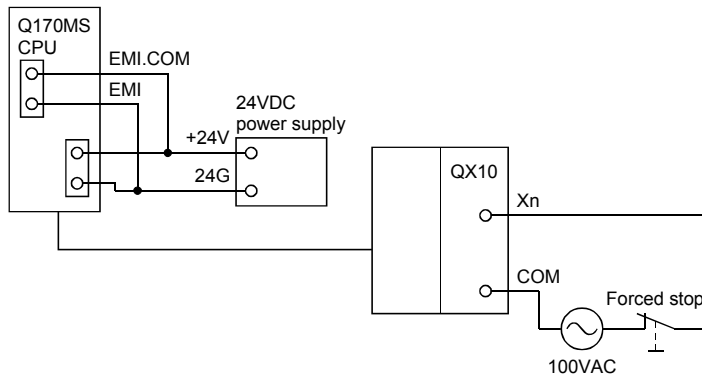 Q170MS
CPU
EMI.COM
EMI
24VDC
power supply
+24V
24G
QX10
Xn
COM
Forced stop
100VAC